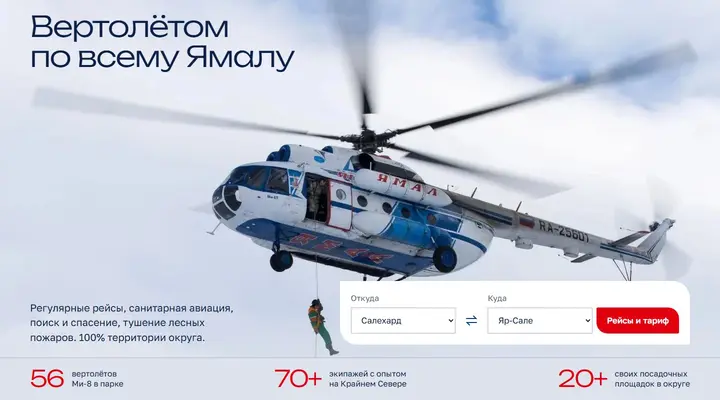 Вертолётом
по всему Ямалу
ЯМАЛ
RA-25601
Регулярные рейсы, санитарная авиация,
поиск и спасение, тушение лесных
пожаров. 100% территории округа.
Откуда
Куда
Салехард
Яр-Сале
Рейсы и тариф
56
вертолётов
Ми-8 в парке
70+
экипажей с опытом
на Крайнем Севере
20+
своих посадочных
площадок в округе